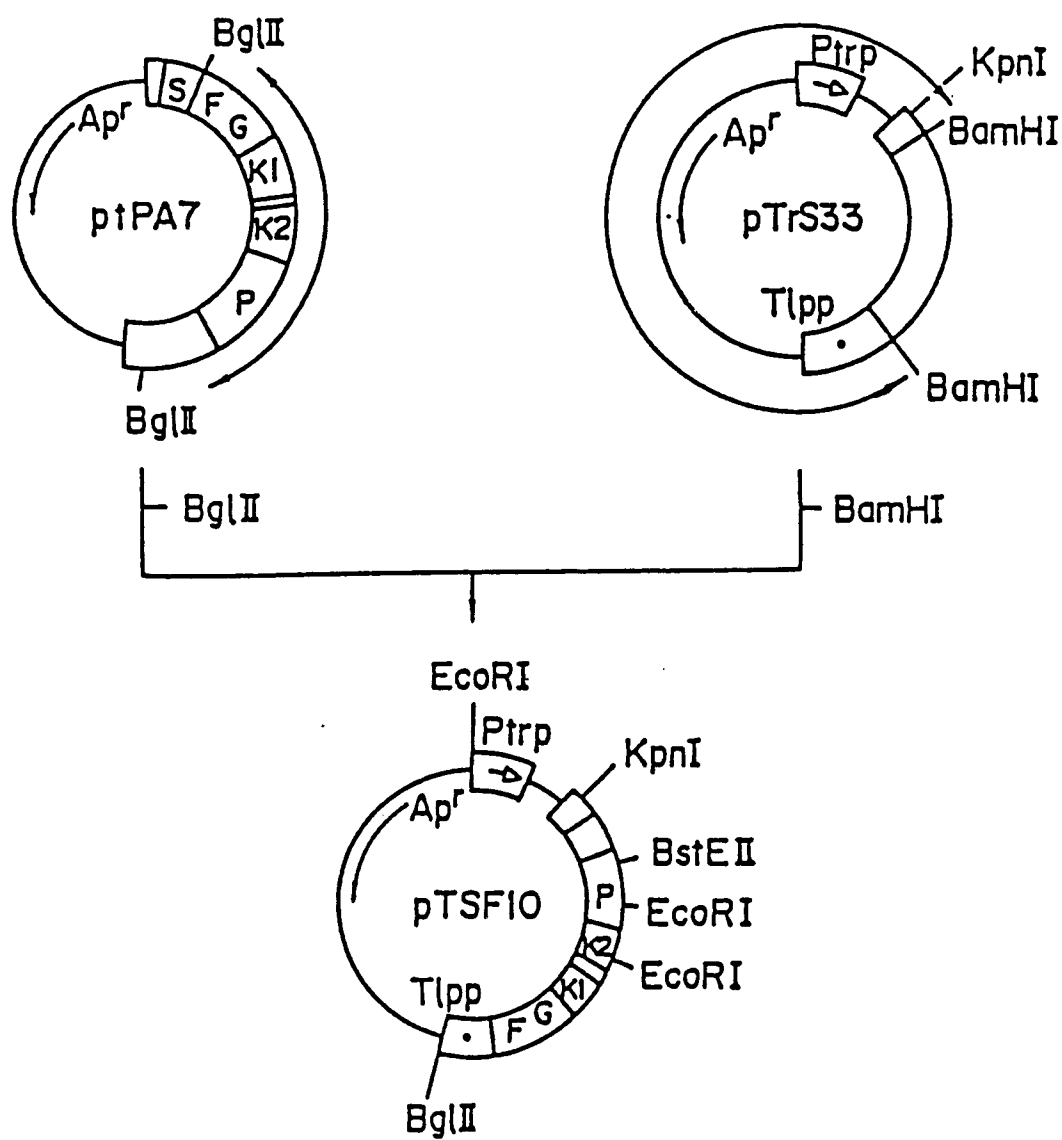 BglII
S
F
G
K1
K2
P
Apʳ
ptPA7
BglII
Ptrp
KpnI
BamHI
Apʳ
pTrS33
Tlpp
BamHI
BglII
BamHI
EcoRI
Ptrp
KpnI
Apʳ
BstEII
P
EcoRI
pTSF10
K2
EcoRI
K1
Tlpp
G
F
BglII